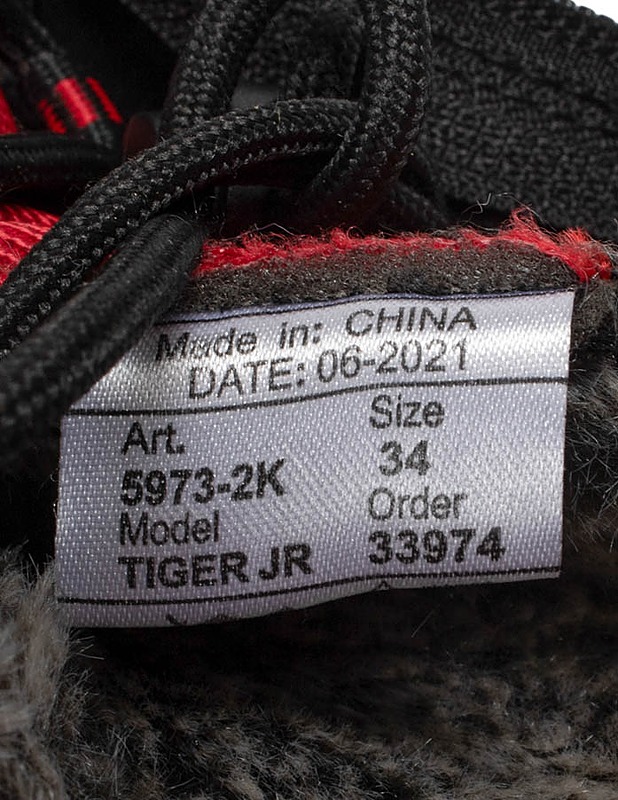 Made in: CHINA
DATE: 06-2021
Art.
5973-2K
Model
TIGER JR
Size
34
Order
33974